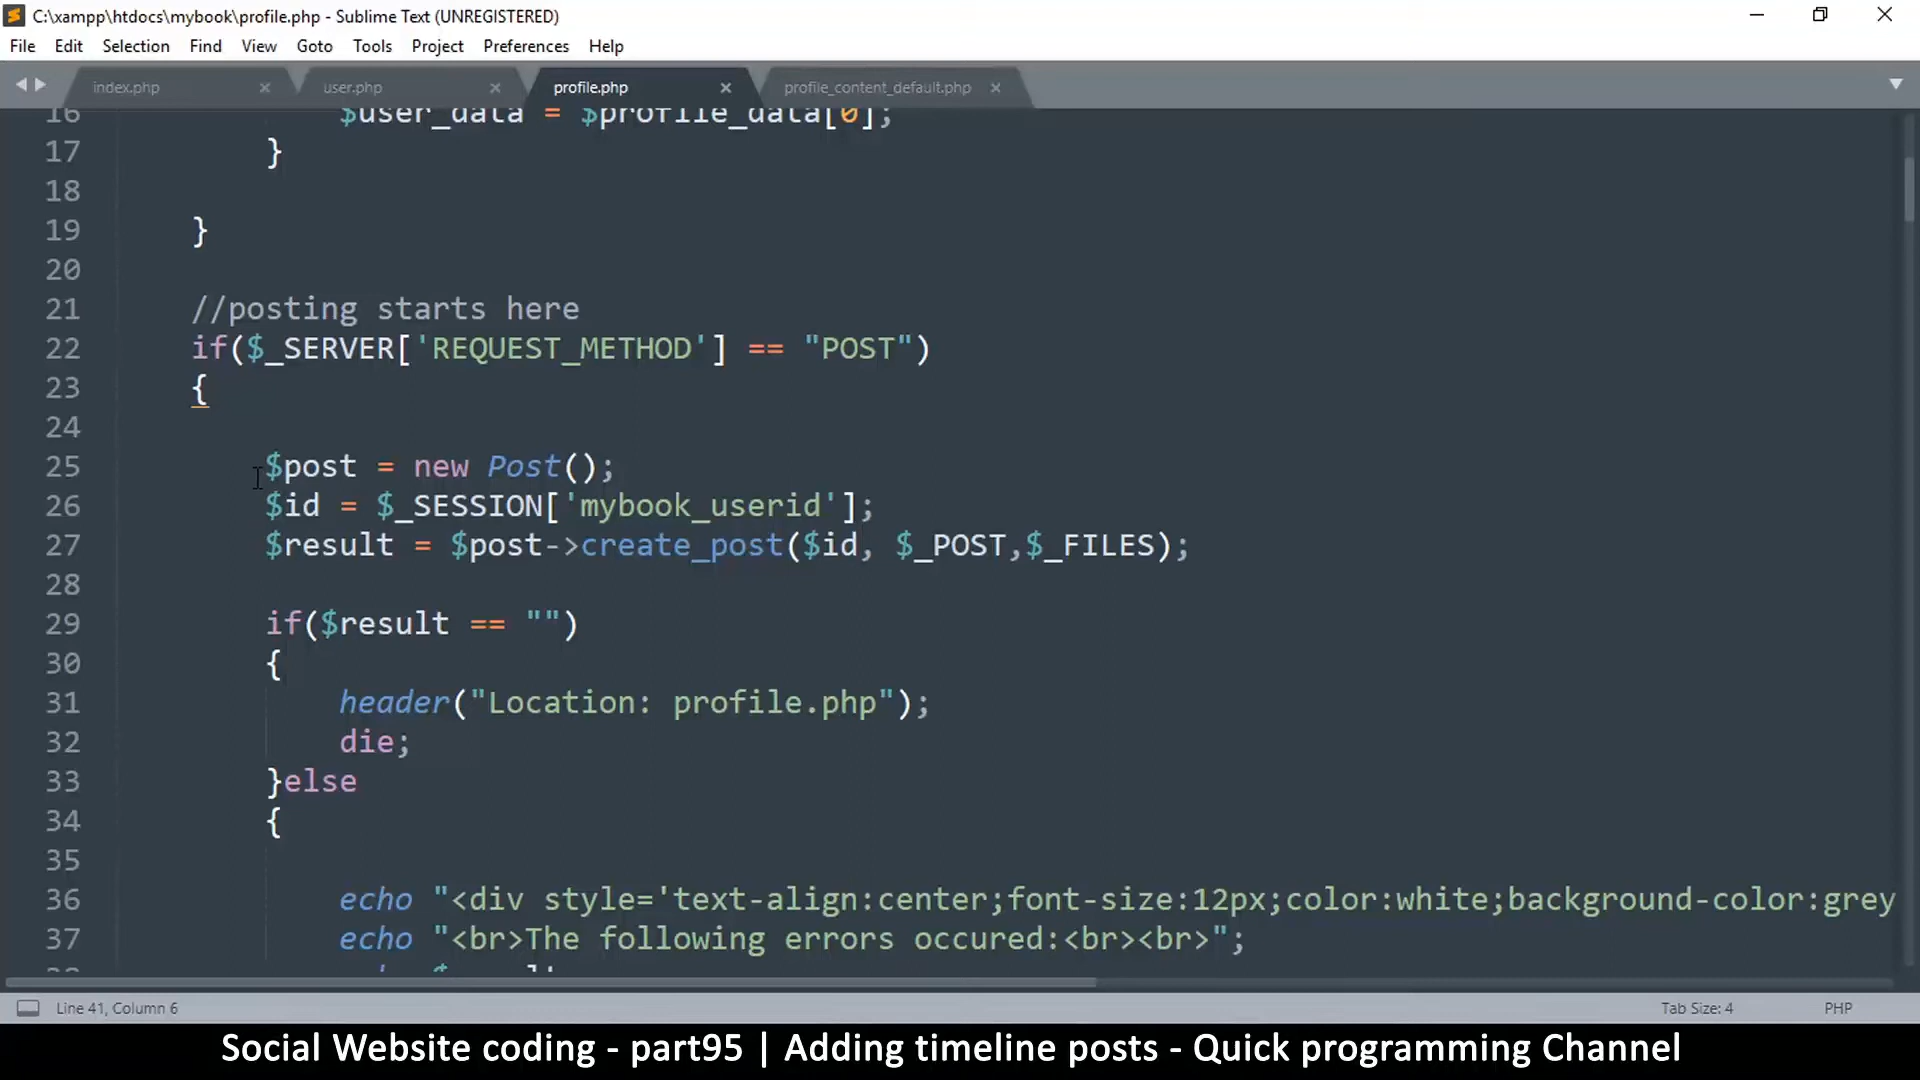 C:\xampp\htdocs\mybook\profile.php - Sublime Text (UNREGISTERED)
File Edit Selection Find View Goto Tools Project Preferences Help
index.php × user.php × profile.php × profile_content_default.php ×
16 $user_data = $profile_data[0];
17 }
18
19 }
20
21 //posting starts here
22 if($_SERVER['REQUEST_METHOD'] == "POST")
23 {
24
25 $post = new Post();
26 $id = $_SESSION['mybook_userid'];
27 $result = $post->create_post($id, $_POST,$_FILES);
28
29 if($result == "")
30 {
31 header("Location: profile.php");
32 die;
33 }else
34 {
35
36 echo "<div style='text-align:center;font-size:12px;color:white;background-color:grey
37 echo "<br>The following errors occured:<br><br>";
Line 41, Column 6 Tab Size: 4 PHP
Social Website coding - part95 | Adding timeline posts - Quick programming Channel